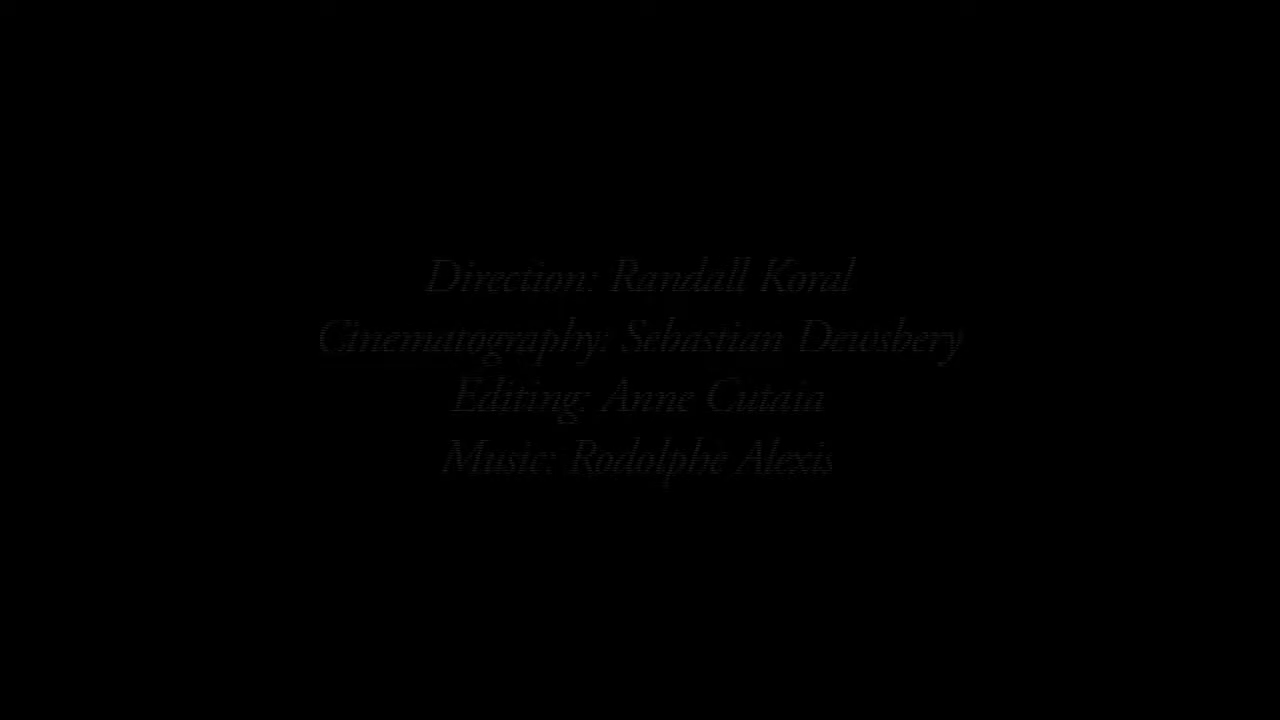 Direction: Randall Koral
Cinematography: Sebastian Dewsbery
Editing: Anne Cutaia
Music: Rodolphe Alexis